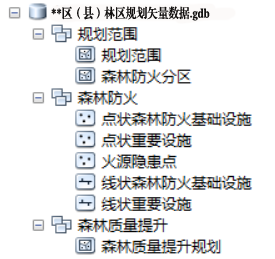 **区（县）林区规划矢量数据.gdb
规划范围
规划范围
森林防火分区
森林防火
点状森林防火基础设施
点状重要设施
火源隐患点
线状森林防火基础设施
线状重要设施
森林质量提升
森林质量提升规划